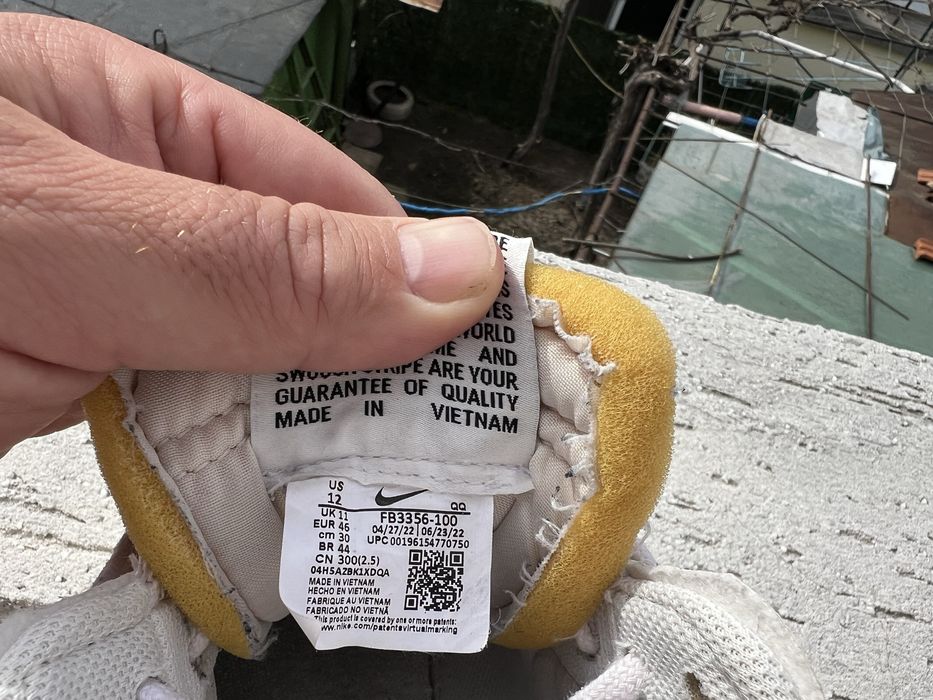 WORLD
AND
SWOOSH STRIPE ARE YOUR
GUARANTEE OF QUALITY
MADE IN VIETNAM
US
12
QQ
UK 11
FB3356-100
EUR 46
04/27/22 | 06/23/22
cm 30
UPC 00196154770750
BR 44
CN 300(2.5)
04H5AZBK1XDQA
MADE IN VIETNAM
HECHO EN VIETNAM
FABRIQUE AU VIETNAM
FABRICADO NO VIETNÃ
This product is covered by one or more patents:
www.nike.com/patentsvirtualmarking